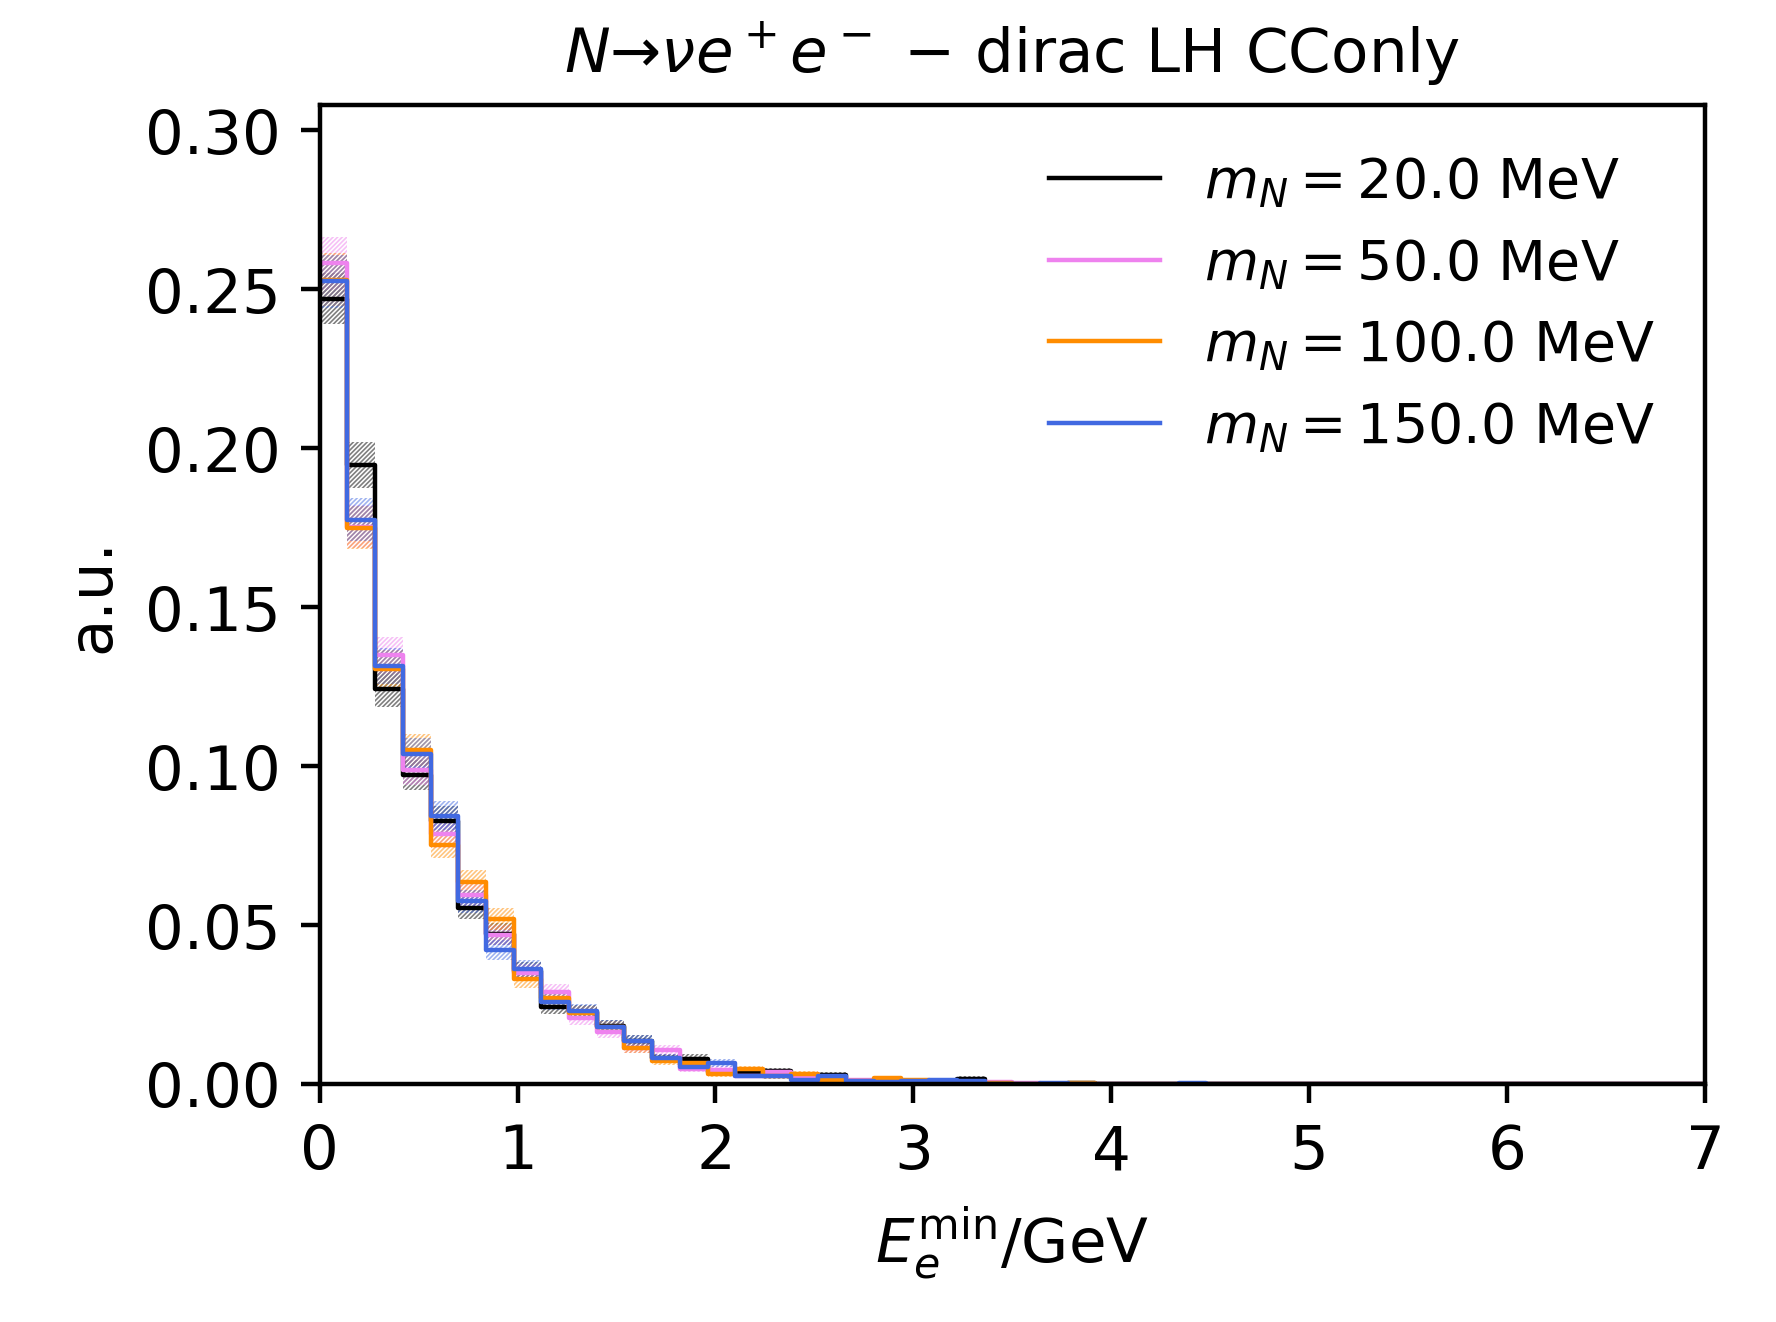 N→νe⁺e⁻ − dirac LH CConly
0.30
0.25
0.20
0.15
0.10
0.05
0.00
a.u.
m_N = 20.0 MeV
m_N = 50.0 MeV
m_N = 100.0 MeV
m_N = 150.0 MeV
0 1 2 3 4 5 6 7
E_e^min/GeV